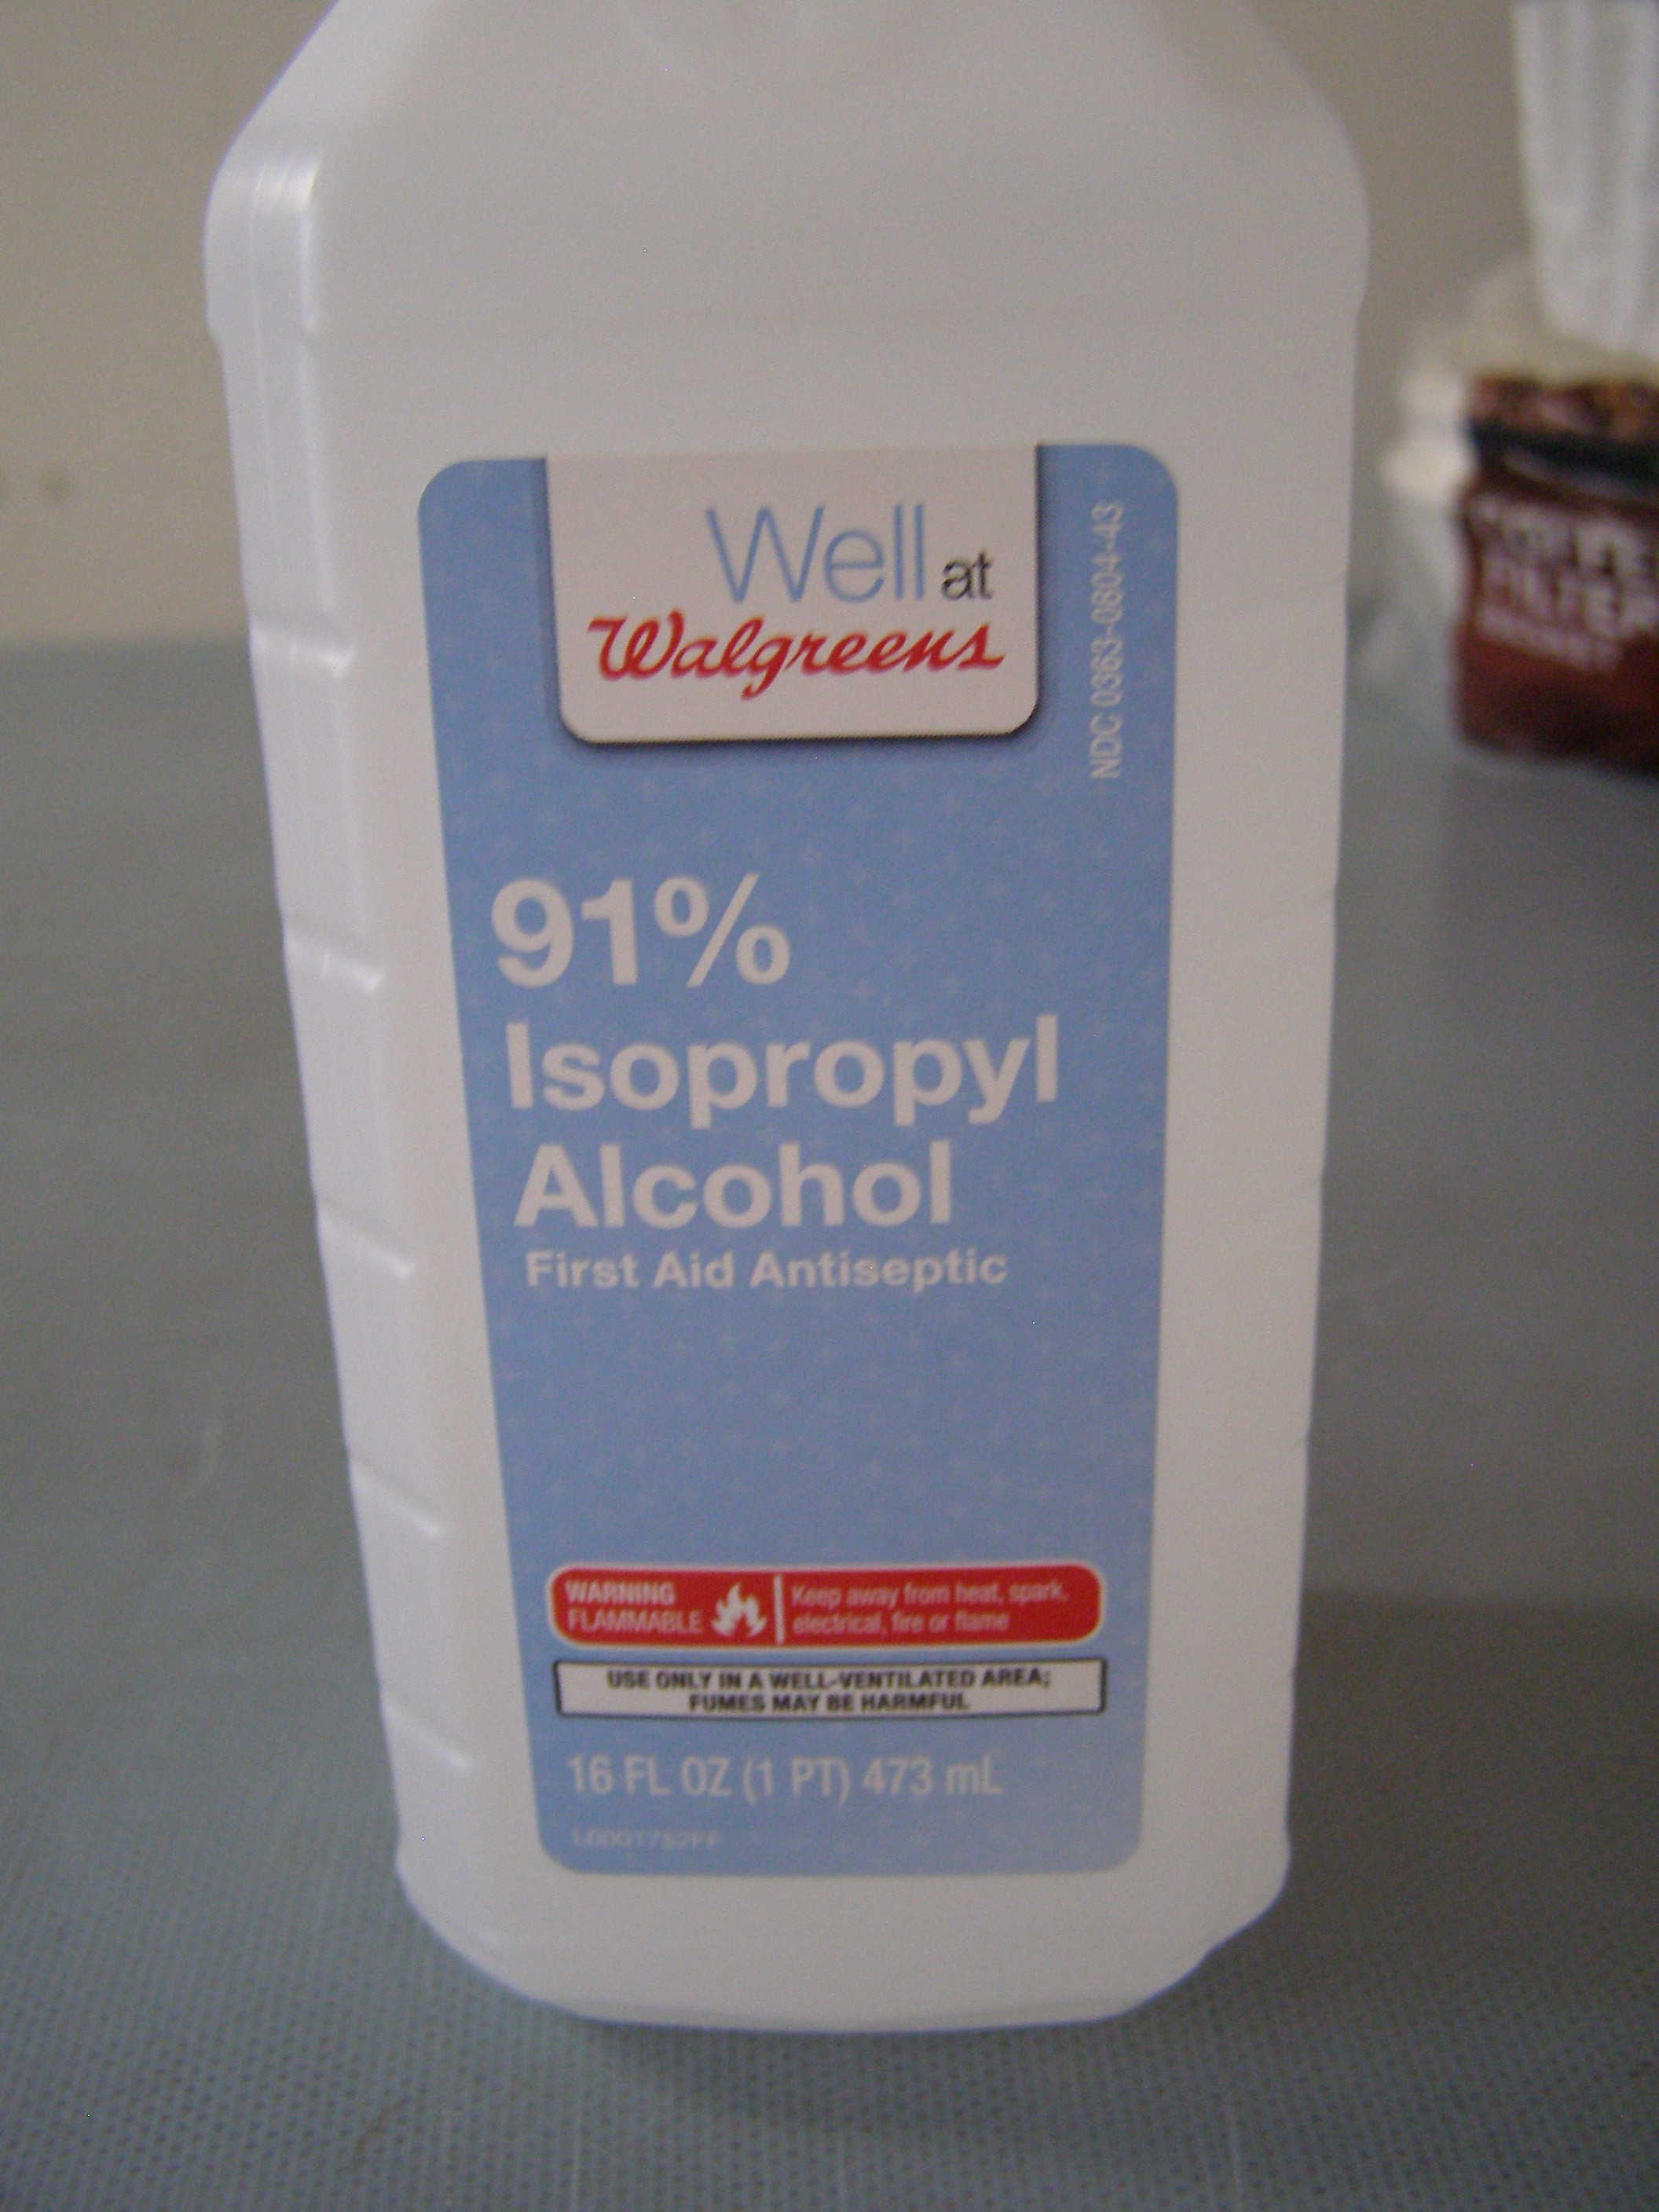 Well at
Walgreens
NDC 0363-0804-43
91%
Isopropyl
Alcohol
First Aid Antiseptic
WARNING
FLAMMABLE
Keep away from heat, spark,
electrical, fire or flame
USE ONLY IN A WELL-VENTILATED AREA;
FUMES MAY BE HARMFUL
16 FL OZ (1 PT) 473 mL
FILTER